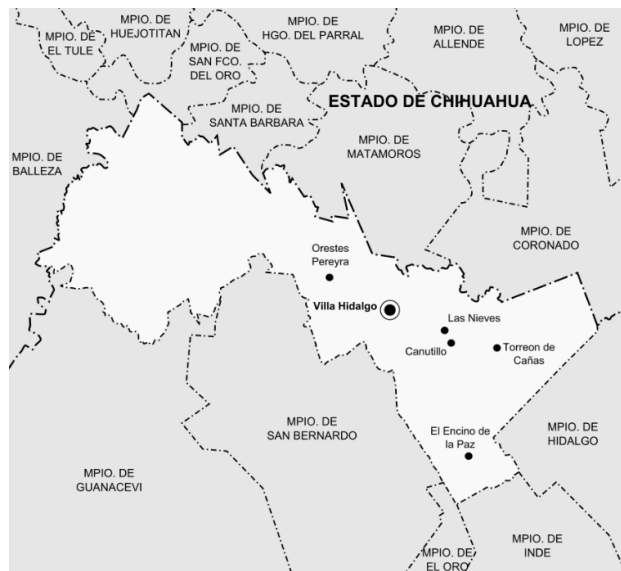 MPIO. DE
EL TULE
MPIO. DE
HUEJOTITAN
MPIO. DE
SAN FCO.
DEL ORO
MPIO. DE
HGO. DEL PARRAL
MPIO. DE
ALLENDE
MPIO. DE
LOPEZ
ESTADO DE CHIHUAHUA
MPIO. DE
SANTA BARBARA
MPIO. DE
MATAMOROS
MPIO. DE
BALLEZA
MPIO. DE
CORONADO
Orestes
Pereyra
Villa Hidalgo
Las Nieves
Canutillo
Torreon de
Cañas
MPIO. DE
SAN BERNARDO
El Encino de
la Paz
MPIO. DE
HIDALGO
MPIO. DE
GUANACEVI
MPIO. DE
EL ORO
MPIO. DE
INDE